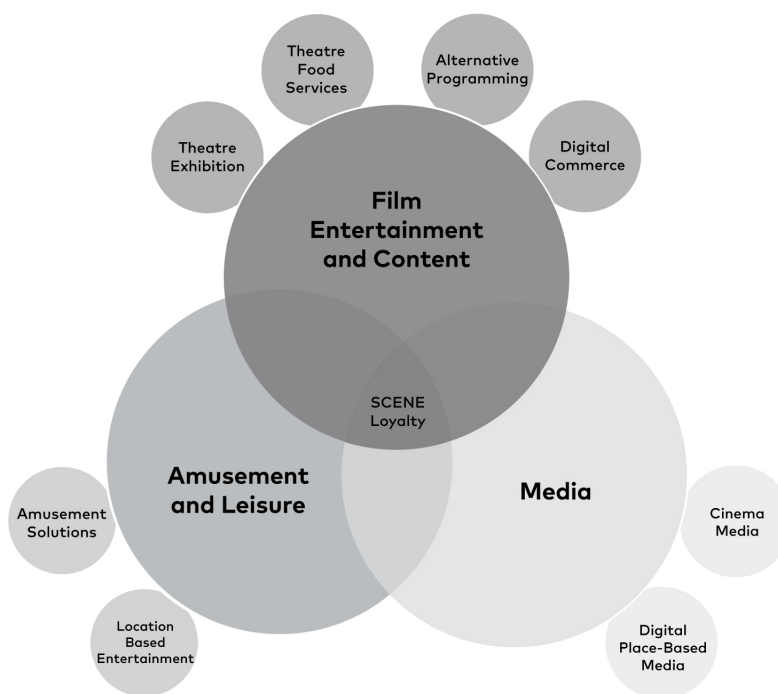 Theatre
Food
Services
Alternative
Programming
Theatre
Exhibition
Digital
Commerce
Film
Entertainment
and Content
SCENE
Loyalty
Amusement
and Leisure
Media
Amusement
Solutions
Cinema
Media
Location
Based
Entertainment
Digital
Place-Based
Media